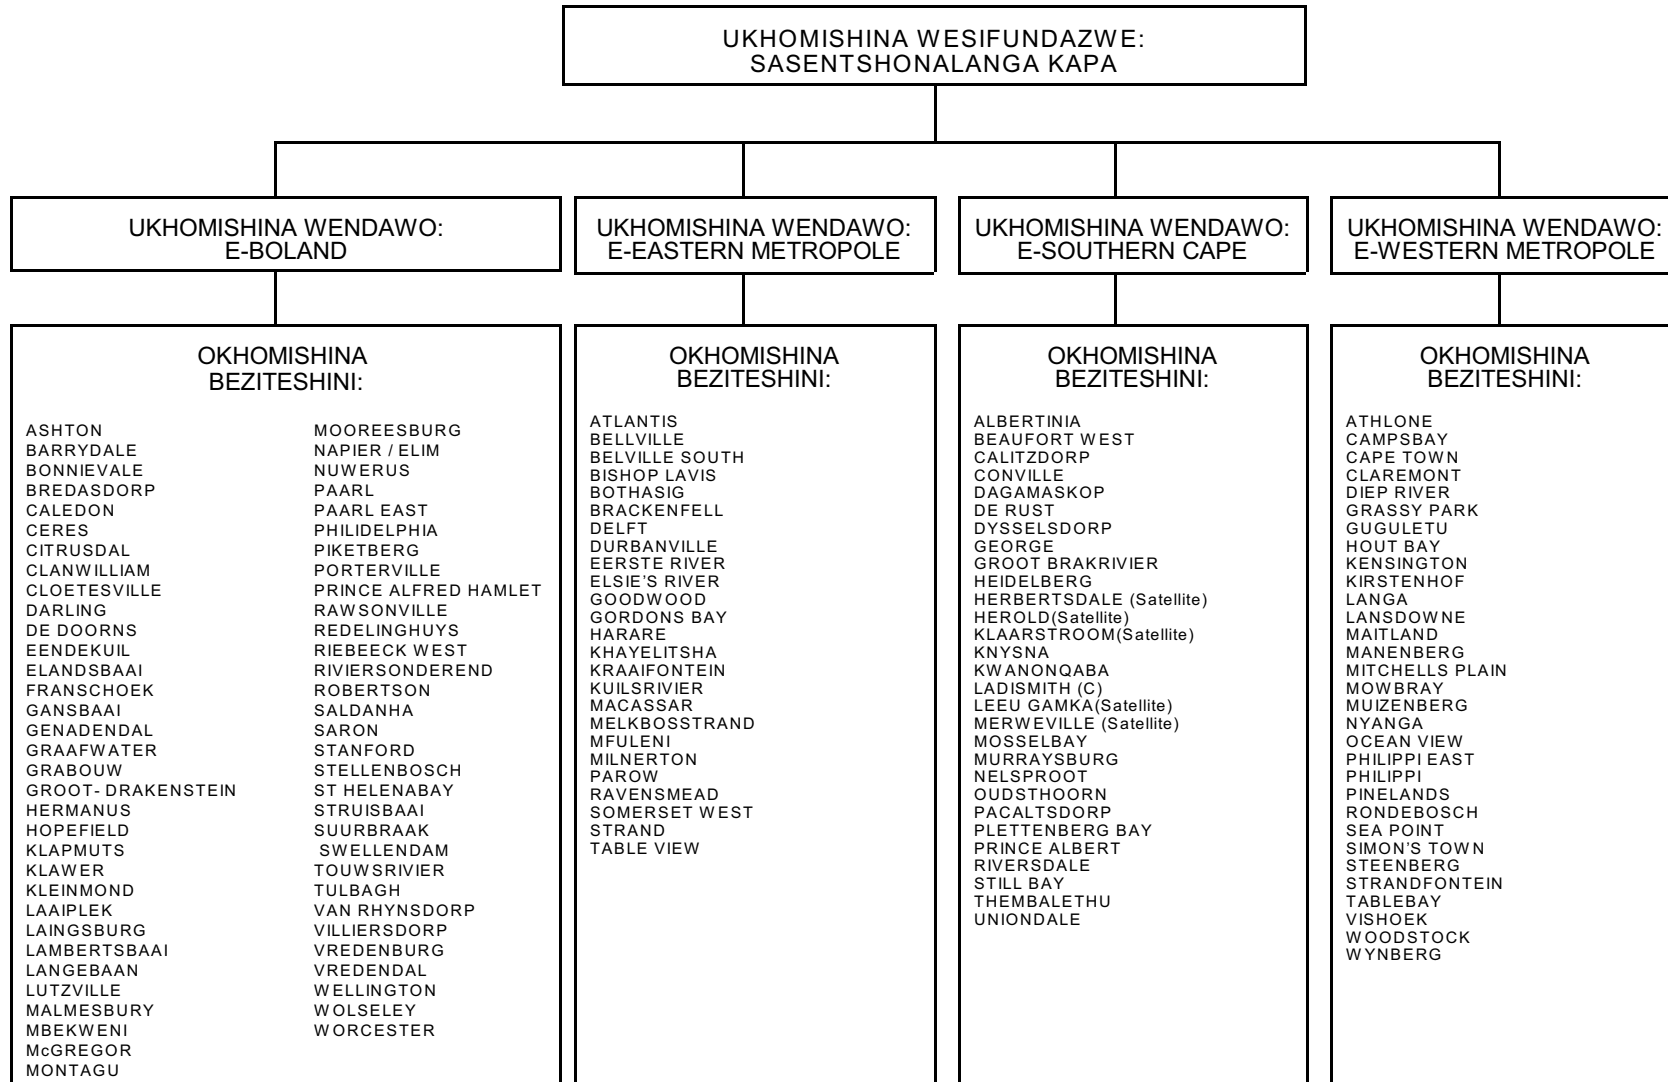 UKHOMISHINA WESIFUNDAZWE:
SASENTSHONALANGA KAPA
UKHOMISHINA WENDAWO:
E-BOLAND
OKHOMISHINA
BEZITESHINI:
ASHTON
BARRYDALE
BONNIEVALE
BREDASDORP
CALEDON
CERES
CITRUSDAL
CLANWILLIAM
CLOETESVILLE
DARLING
DE DOORNS
EENDEKUIL
ELANDSBAAI
FRANSCHOEK
GANSBAAI
GENADENDAL
GRAAFWATER
GRABOUW
GROOT- DRAKENSTEIN
HERMANUS
HOPEFIELD
KLAPMUTS
KLAWER
KLEINMOND
LAAIPLEK
LAINGSBURG
LAMBERTSBAAI
LANGEBAAN
LUTZVILLE
MALMESBURY
MBEKWENI
McGREGOR
MONTAGU
MOOREESBURG
NAPIER / ELIM
NUWERUS
PAARL
PAARL EAST
PHILIDELPHIA
PIKETBERG
PORTERVILLE
PRINCE ALFRED HAMLET
RAWSONVILLE
REDELINGHUYS
RIEBEECK WEST
RIVIERSONDEREND
ROBERTSON
SALDANHA
SARON
STANFORD
STELLENBOSCH
ST HELENABAY
STRUISBAAI
SUURBRAAK
SWELLENDAM
TOUWSRIVIER
TULBAGH
VAN RHYNSDORP
VILLIERSDORP
VREDENBURG
VREDENDAL
WELLINGTON
WOLSELEY
WORCESTER
UKHOMISHINA WENDAWO:
E-EASTERN METROPOLE
OKHOMISHINA
BEZITESHINI:
ATLANTIS
BELLVILLE
BELVILLE SOUTH
BISHOP LAVIS
BOTHASIG
BRACKENFELL
DELFT
DURBANVILLE
EERSTE RIVER
ELSIE'S RIVER
GOODWOOD
GORDONS BAY
HARARE
KHAYELITSHA
KRAAIFONTEIN
KUILSRIVIER
MACASSAR
MELKBOSSTRAND
MFULENI
MILNERTON
PAROW
RAVENSMEAD
SOMERSET WEST
STRAND
TABLE VIEW
UKHOMISHINA WENDAWO:
E-SOUTHERN CAPE
OKHOMISHINA
BEZITESHINI:
ALBERTINIA
BEAUFORT WEST
CALITZDORP
CONVILLE
DAGAMASKOP
DE RUST
DYSSELSDORP
GEORGE
GROOT BRAKRIVIER
HEIDELBERG
HERBERTSDALE (Satellite)
HEROLD(Satellite)
KLAARSTROOM(Satellite)
KNYSNA
KWANONQABA
LADISMITH (C)
LEEU GAMKA(Satellite)
MERWEVILLE (Satellite)
MOSSELBAY
MURRAYSBURG
NELSPROOT
OUDSTHOORN
PACALTSDORP
PLETTENBERG BAY
PRINCE ALBERT
RIVERSDALE
STILL BAY
THEMBALETHU
UNIONDALE
UKHOMISHINA WENDAWO:
E-WESTERN METROPOLE
OKHOMISHINA
BEZITESHINI:
ATHLONE
CAMPSBAY
CAPE TOWN
CLAREMONT
DIEP RIVER
GRASSY PARK
GUGULETU
HOUT BAY
KENSINGTON
KIRSTENHOF
LANGA
LANSDOWNE
MAITLAND
MANENBERG
MITCHELLS PLAIN
MOWBRAY
MUIZENBERG
NYANGA
OCEAN VIEW
PHILIPPI EAST
PHILIPPI
PINELANDS
RONDEBOSCH
SEA POINT
SIMON'S TOWN
STEENBERG
STRANDFONTEIN
TABLEBAY
VISHOEK
WOODSTOCK
WYNBERG